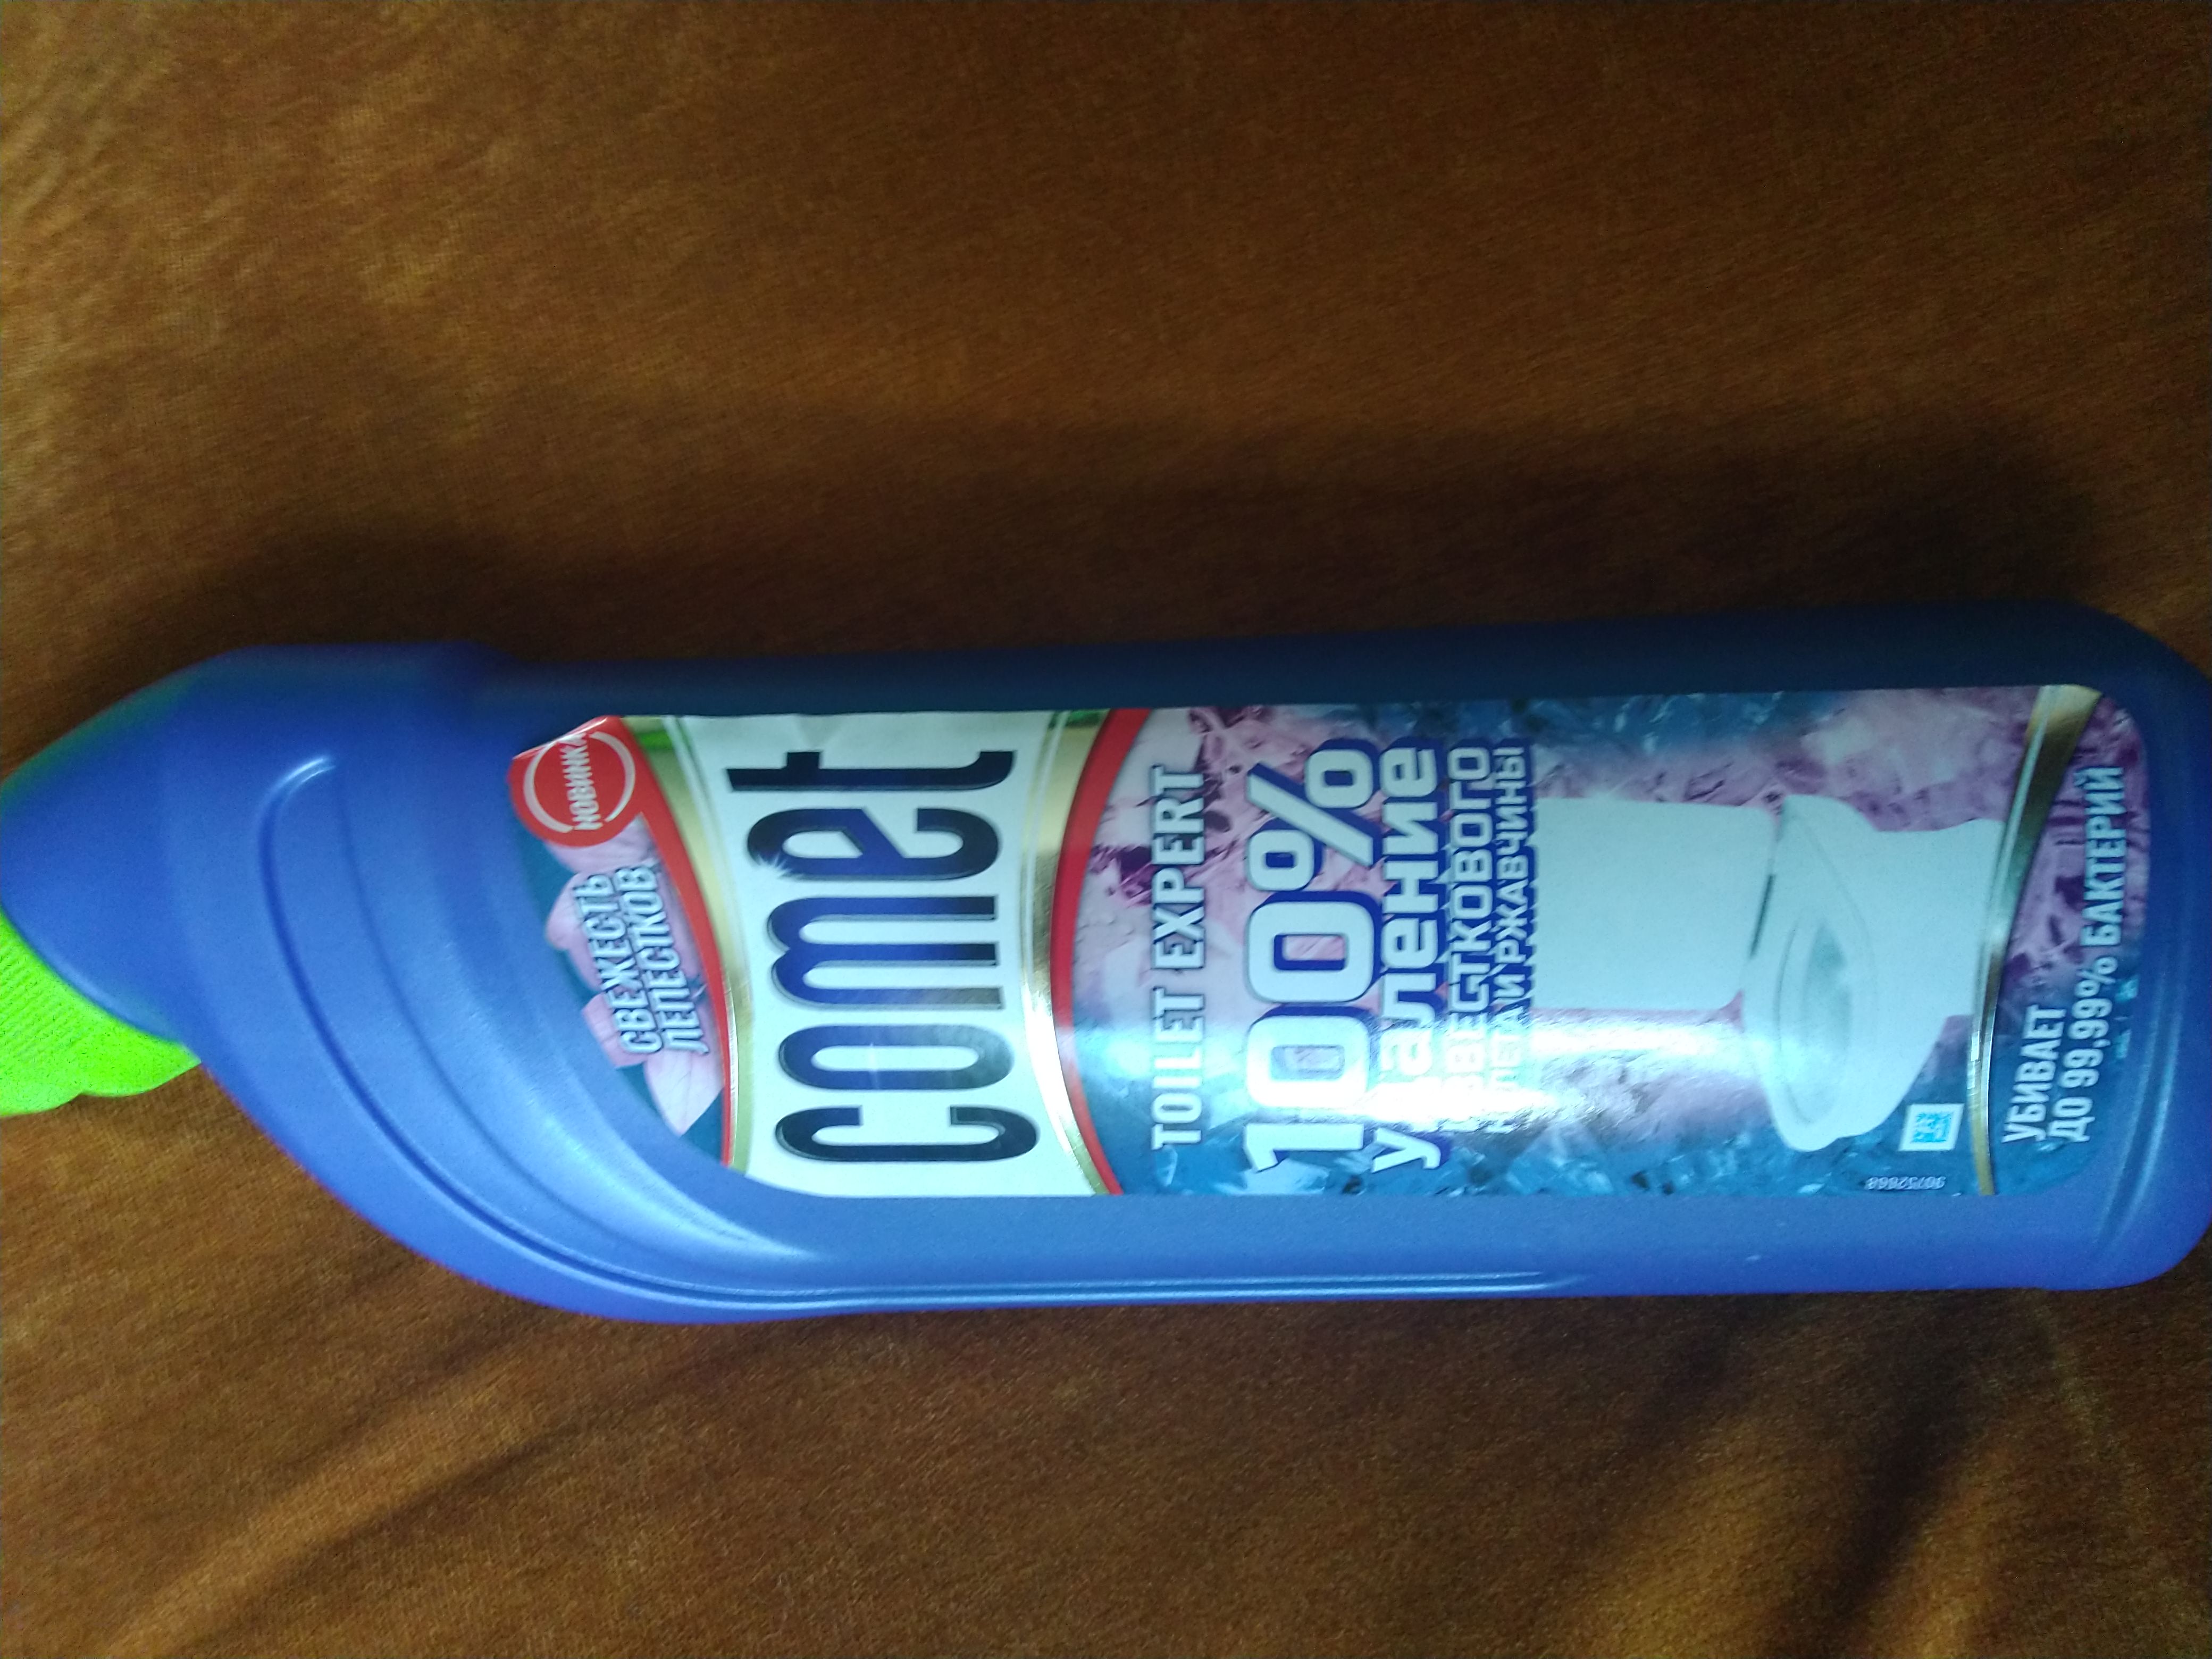 НОВИНКА
СВЕЖЕСТЬ
ЛЕПЕСТКОВ
comet
TOILET EXPERT
100%
удаление
известкового
налета и ржавчины
УБИВАЕТ
ДО 99,99% БАКТЕРИЙ